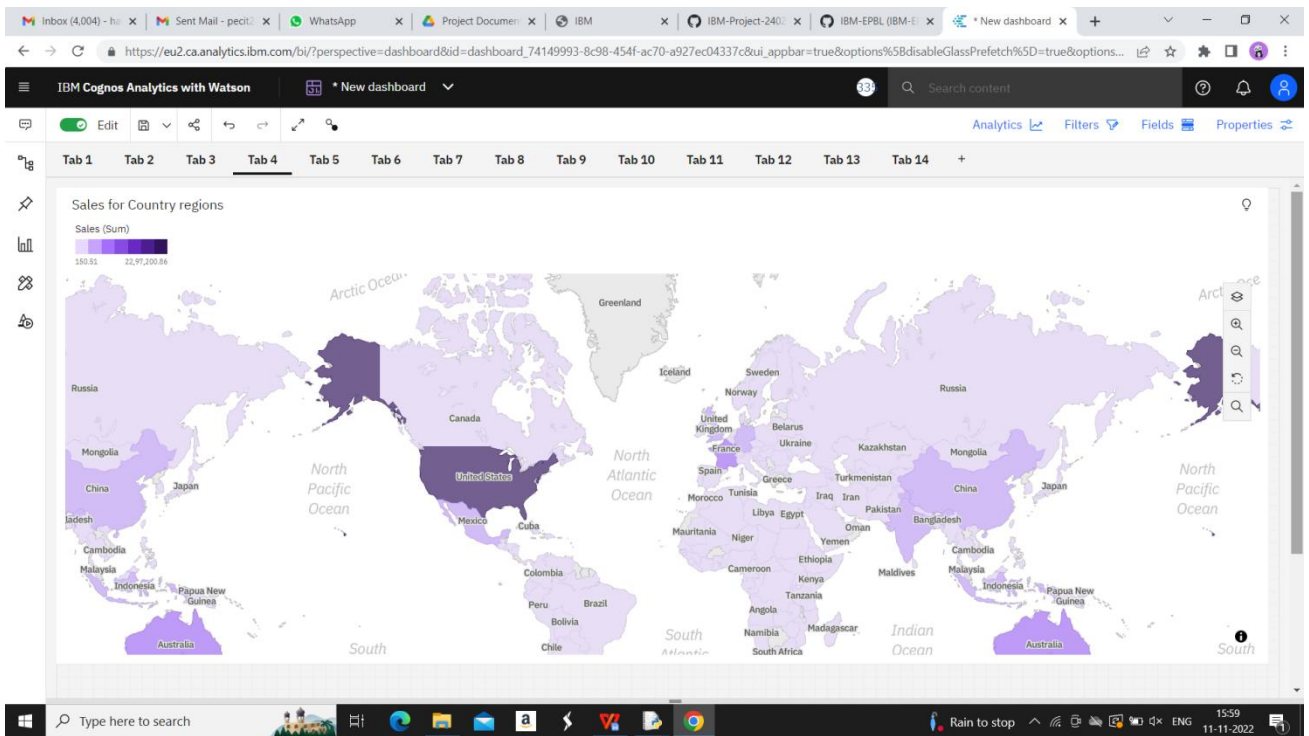 Inbox (4,004) - ha
Sent Mail - pecit2
WhatsApp
Project Documen
IBM
IBM-Project-2402
IBM-EPBL (IBM-E
* New dashboard
https://eu2.ca.analytics.ibm.com/bi/?perspective=dashboard&id=dashboard_74149993-8c98-454f-ac70-a927ec04337c&ui_appbar=true&options%5BdisableGlassPrefetch%5D=true&options...
IBM Cognos Analytics with Watson
* New dashboard
Search content
Edit
Analytics
Filters
Fields
Properties
Tab 1 Tab 2 Tab 3 Tab 4 Tab 5 Tab 6 Tab 7 Tab 8 Tab 9 Tab 10 Tab 11 Tab 12 Tab 13 Tab 14 +
Sales for Country regions
Sales (Sum)
150.51 22,97,200.86
Arctic Ocean
Greenland
Iceland
Sweden
Russia
Norway
Russia
Canada
United
Kingdom
Belarus
Ukraine
France
Kazakhstan
Mongolia
North
Pacific
Ocean
United States
North
Atlantic
Ocean
Spain
Greece
Turkmenistan
Mongolia
North
Pacific
Ocean
China
Japan
Morocco
Tunisia
Iraq
Iran
China
Japan
Libya
Egypt
Pakistan
ladesh
Mexico
Cuba
Mauritania
Niger
Oman
Yemen
Bangladesh
Cambodia
Malaysia
Colombia
Cameroon
Ethiopia
Kenya
Maldives
Cambodia
Malaysia
Indonesia
Papua New
Guinea
Tanzania
Indonesia
Papua New
Guinea
Peru
Brazil
Angola
Bolivia
Madagascar
Namibia
Australia
South
Chile
South
Atlantic
South Africa
Indian
Ocean
Australia
South
Type here to search
Rain to stop
ENG
15:59
11-11-2022